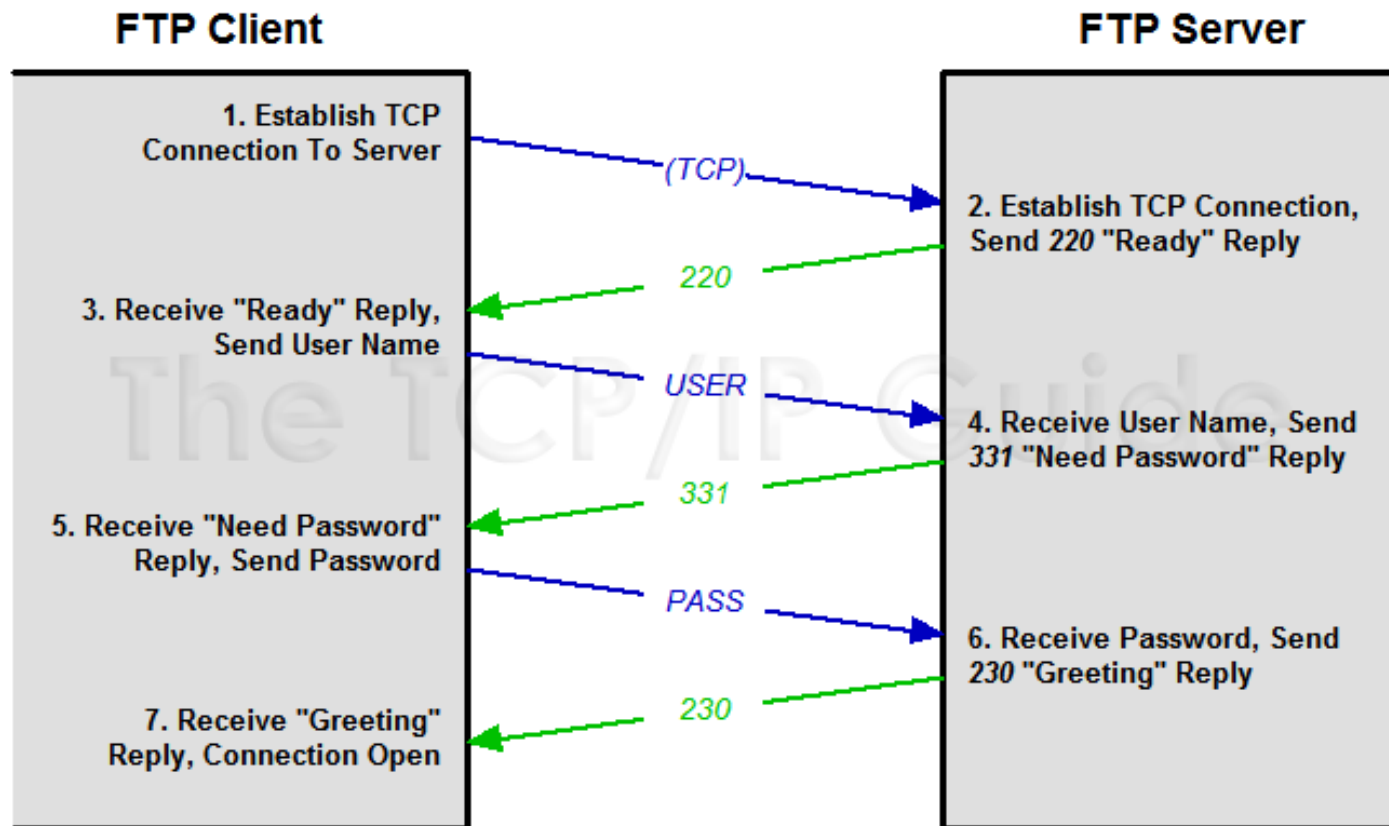 FTP Client
FTP Server
1. Establish TCP
Connection To Server
(TCP)
2. Establish TCP Connection,
Send 220 "Ready" Reply
220
3. Receive "Ready" Reply,
Send User Name
The TCP/IP Guide
USER
4. Receive User Name, Send
331 "Need Password" Reply
331
5. Receive "Need Password"
Reply, Send Password
PASS
6. Receive Password, Send
230 "Greeting" Reply
230
7. Receive "Greeting"
Reply, Connection Open